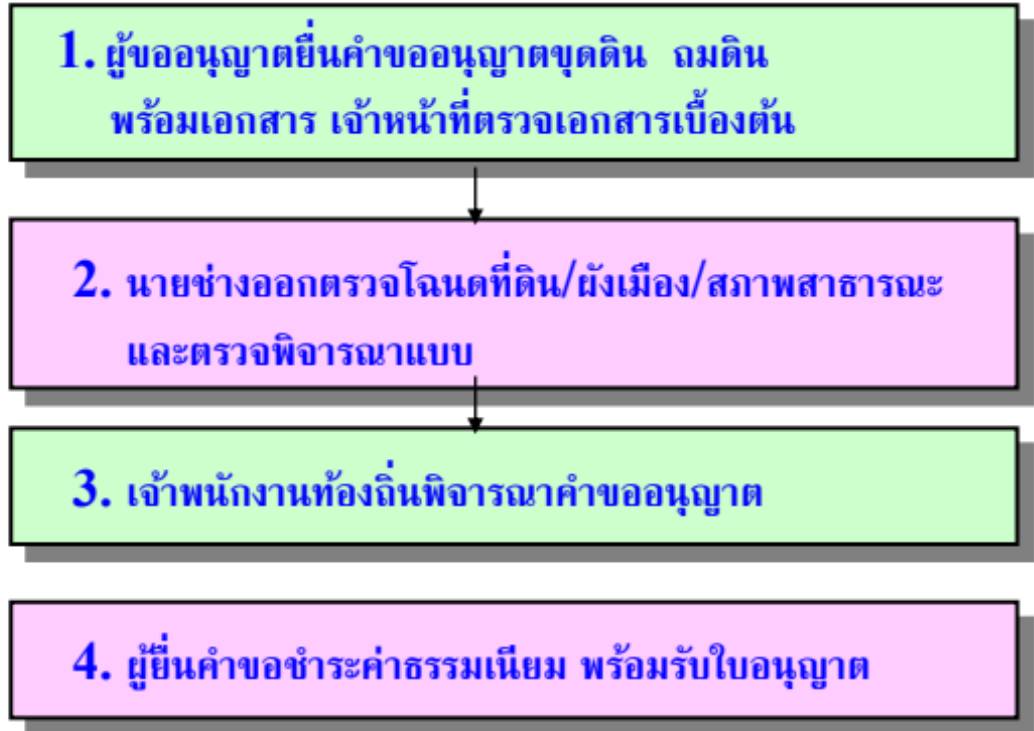 1. ผู้ขออนุญาตยื่นคำขออนุญาตขุดดิน ถมดิน
พร้อมเอกสาร เจ้าหน้าที่ตรวจเอกสารเบื้องต้น
2. นายช่างออกตรวจโฉนดที่ดิน/ผังเมือง/สภาพสาธารณะ
และตรวจพิจารณาแบบ
3. เจ้าพนักงานท้องถิ่นพิจารณาคำขออนุญาต
4. ผู้ยื่นคำขอชำระค่าธรรมเนียม พร้อมรับใบอนุญาต